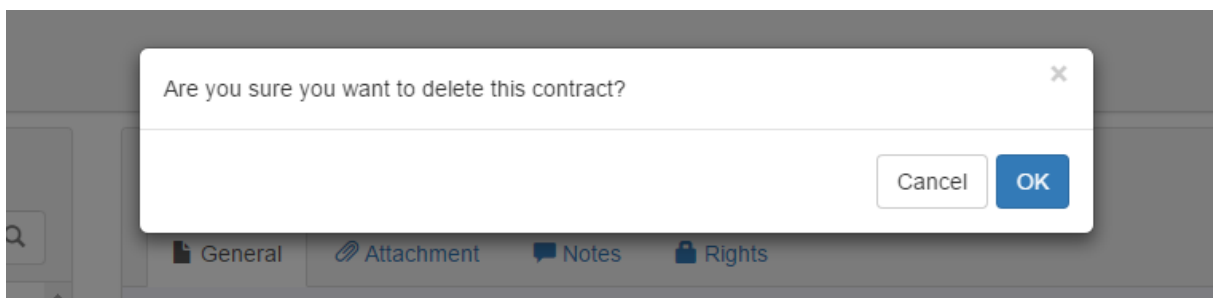 Are you sure you want to delete this contract?
Cancel OK
General Attachment Notes Rights